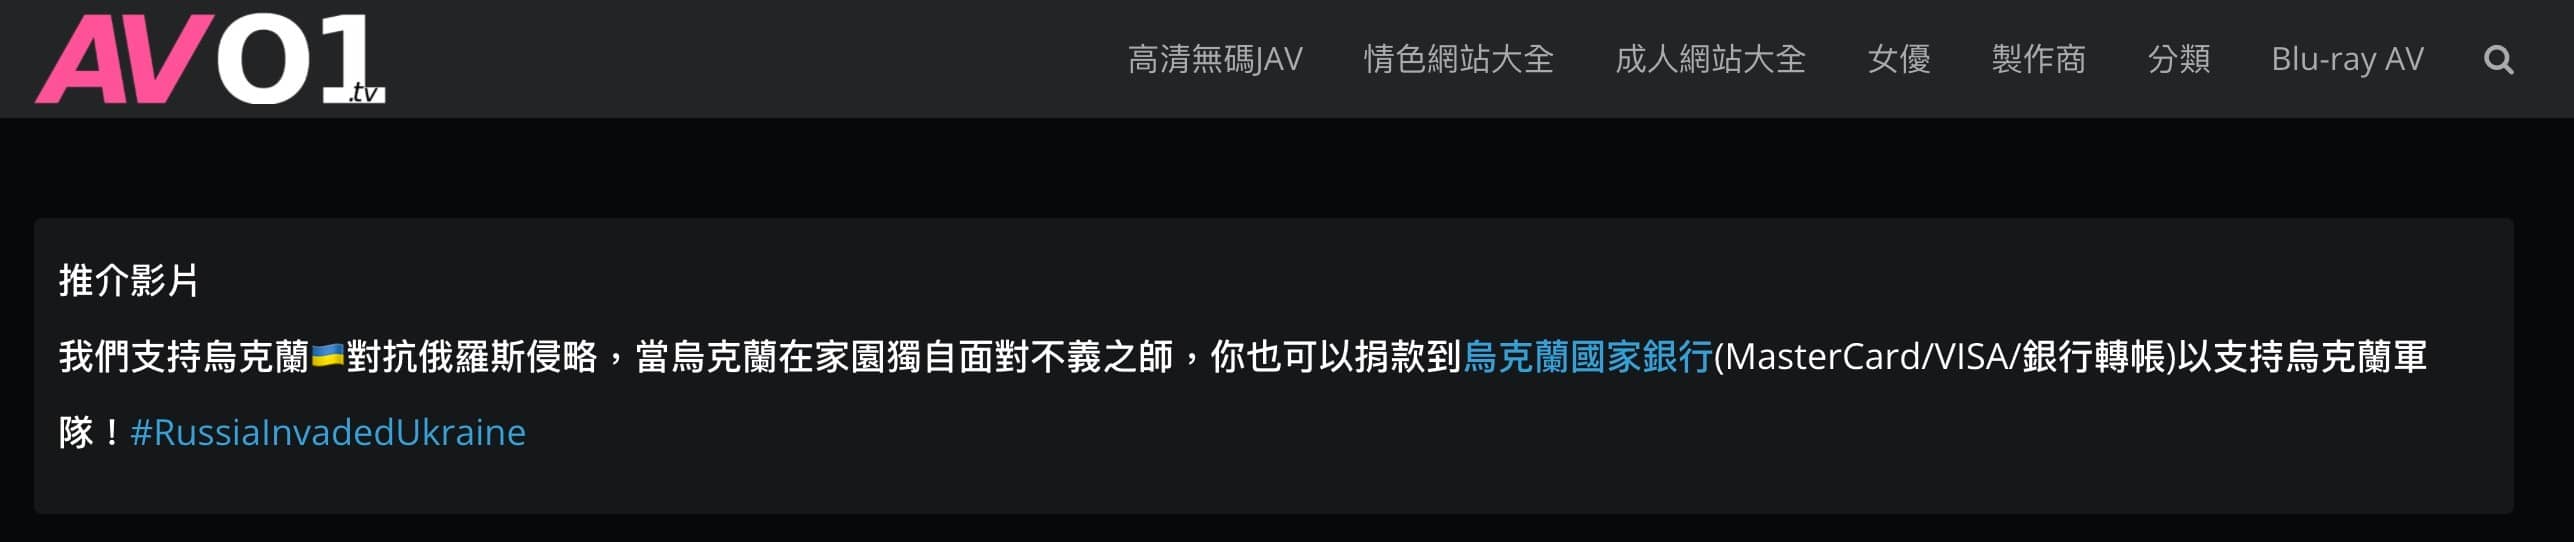 AV01.tv
高清無碼JAV 情色網站大全 成人網站大全 女優 製作商 分類 Blu-ray AV
推介影片
我們支持烏克蘭🇺🇦對抗俄羅斯侵略，當烏克蘭在家園獨自面對不義之師，你也可以捐款到烏克蘭國家銀行(MasterCard/VISA/銀行轉帳)以支持烏克蘭軍
隊！#RussiaInvadedUkraine